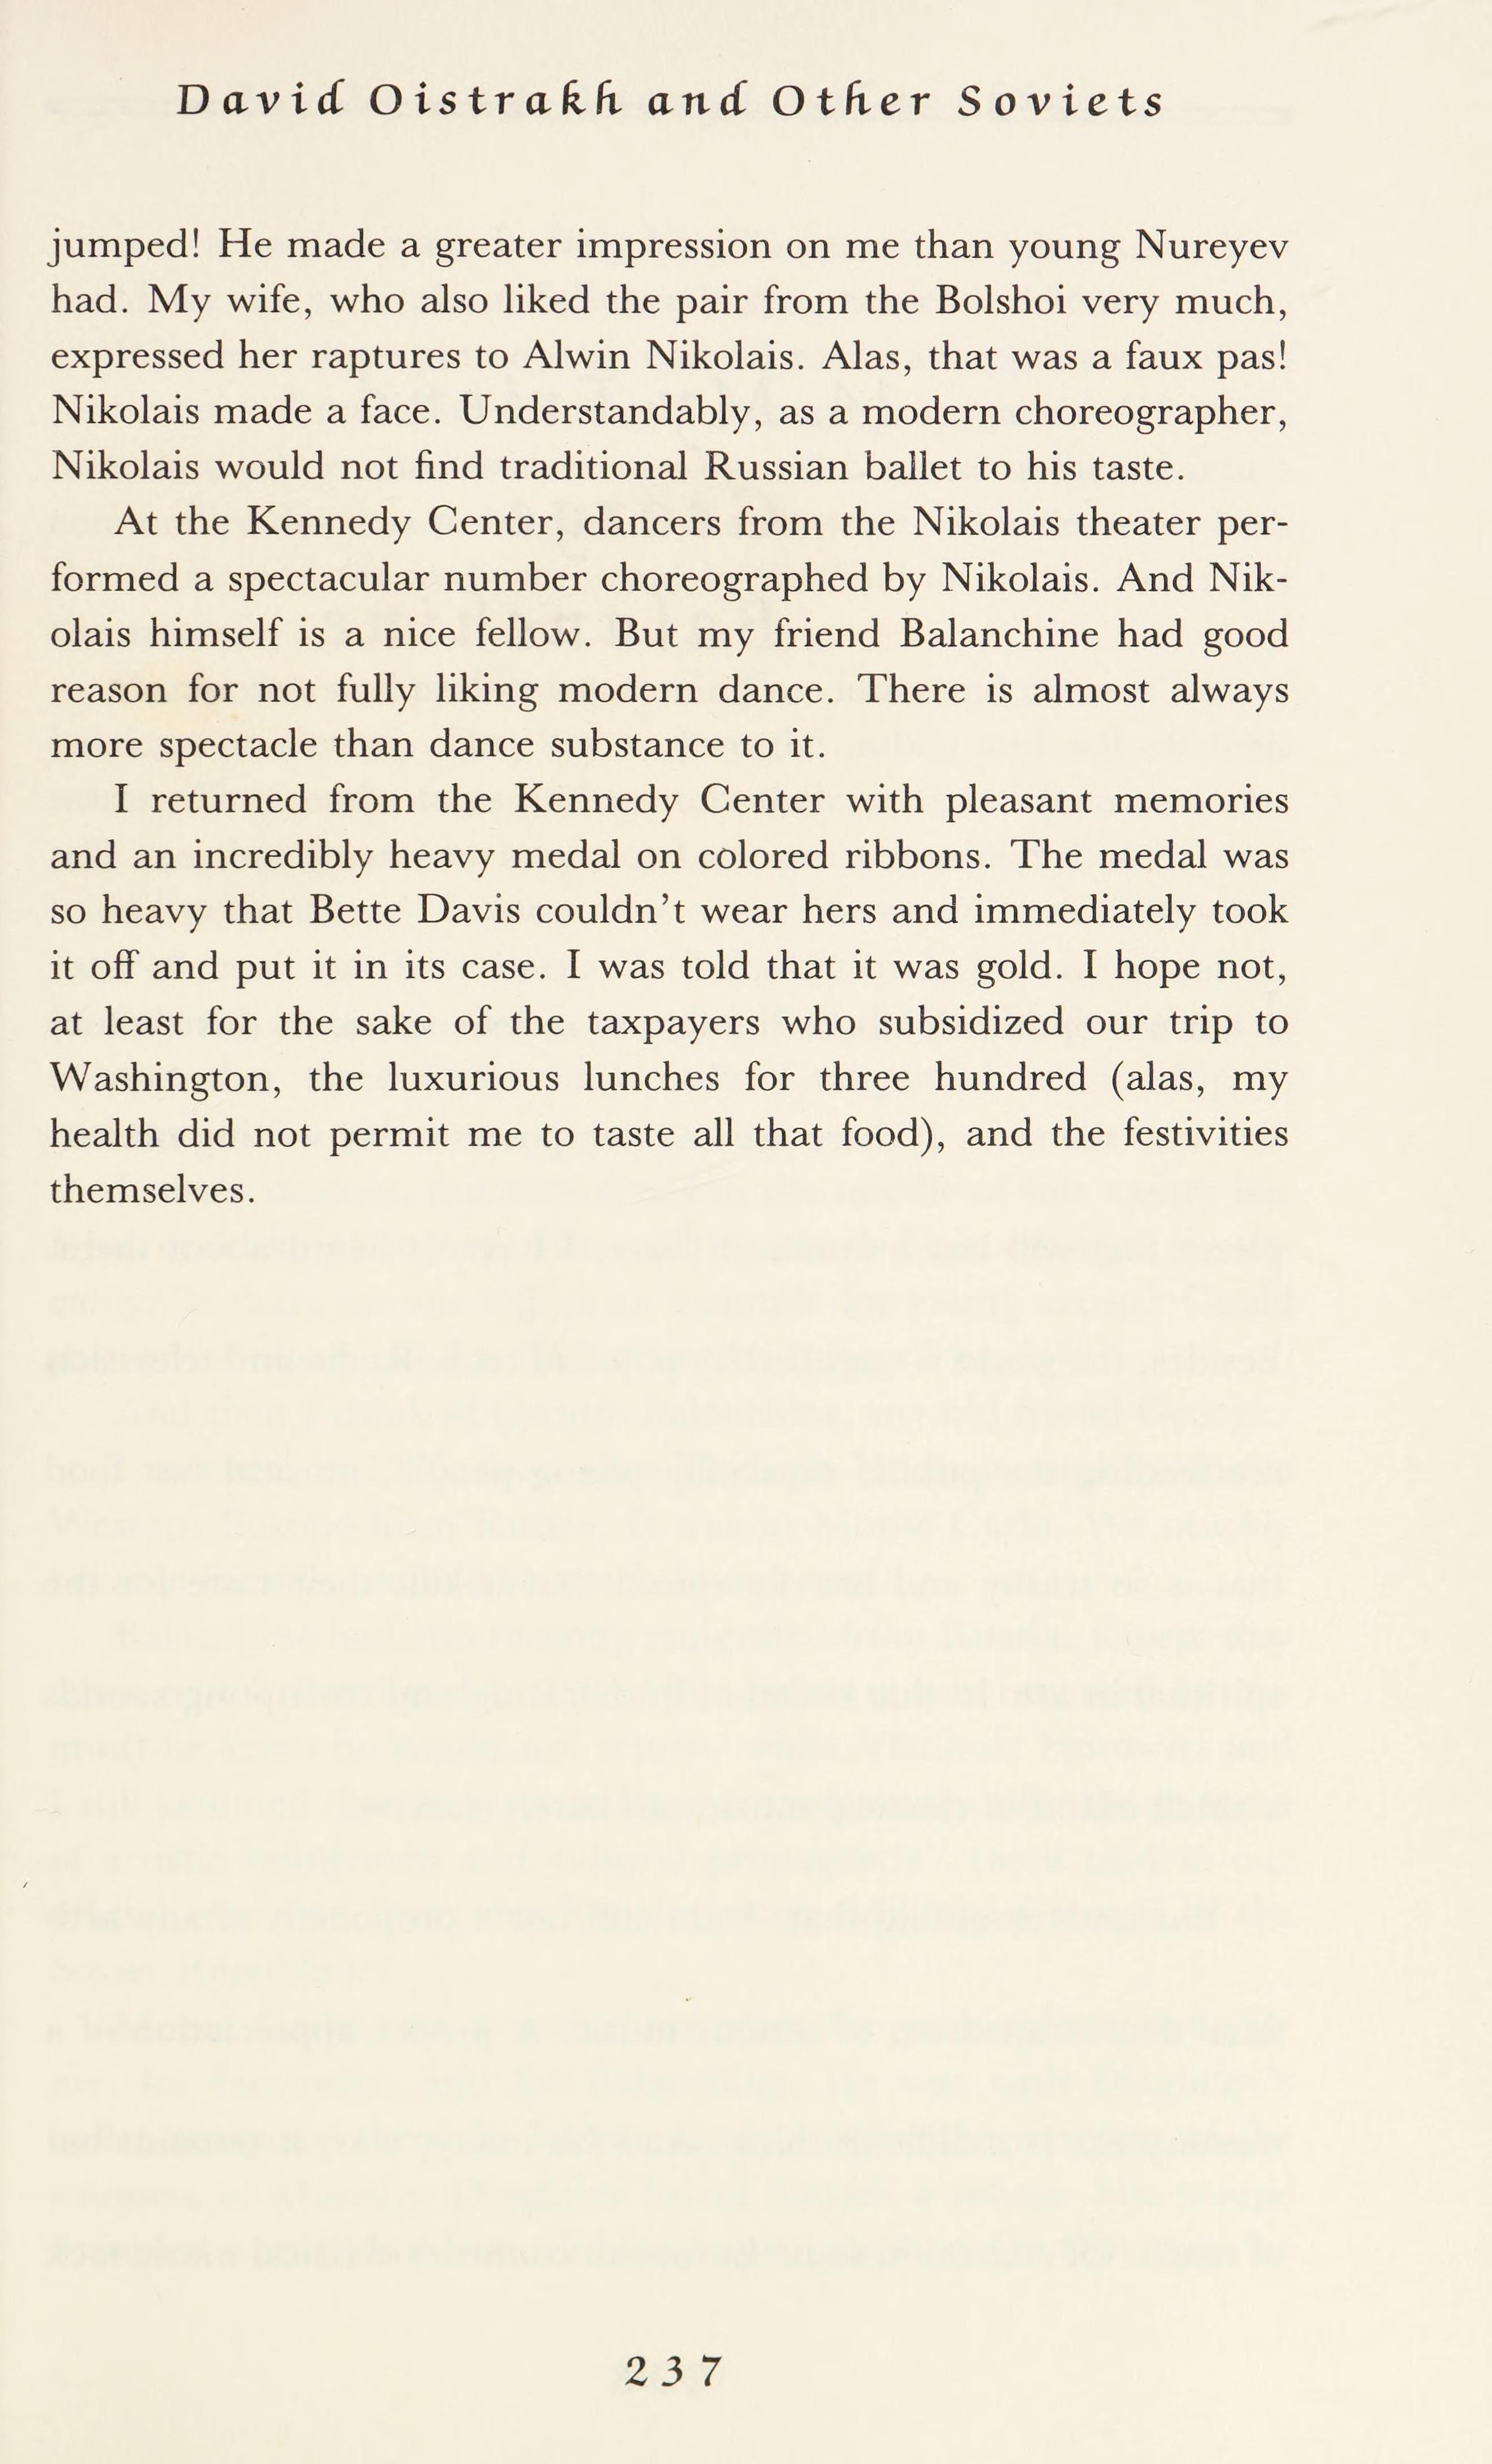 David Oistrakh and Other Soviets
jumped! He made a greater impression on me than young Nureyev
had. My wife, who also liked the pair from the Bolshoi very much,
expressed her raptures to Alwin Nikolais. Alas, that was a faux pas!
Nikolais made a face. Understandably, as a modern choreographer,
Nikolais would not find traditional Russian ballet to his taste.
At the Kennedy Center, dancers from the Nikolais theater per-
formed a spectacular number choreographed by Nikolais. And Nik-
olais himself is a nice fellow. But my friend Balanchine had good
reason for not fully liking modern dance. There is almost always
more spectacle than dance substance to it.
I returned from the Kennedy Center with pleasant memories
and an incredibly heavy medal on colored ribbons. The medal was
so heavy that Bette Davis couldn't wear hers and immediately took
it off and put it in its case. I was told that it was gold. I hope not,
at least for the sake of the taxpayers who subsidized our trip to
Washington, the luxurious lunches for three hundred (alas, my
health did not permit me to taste all that food), and the festivities
themselves.
237